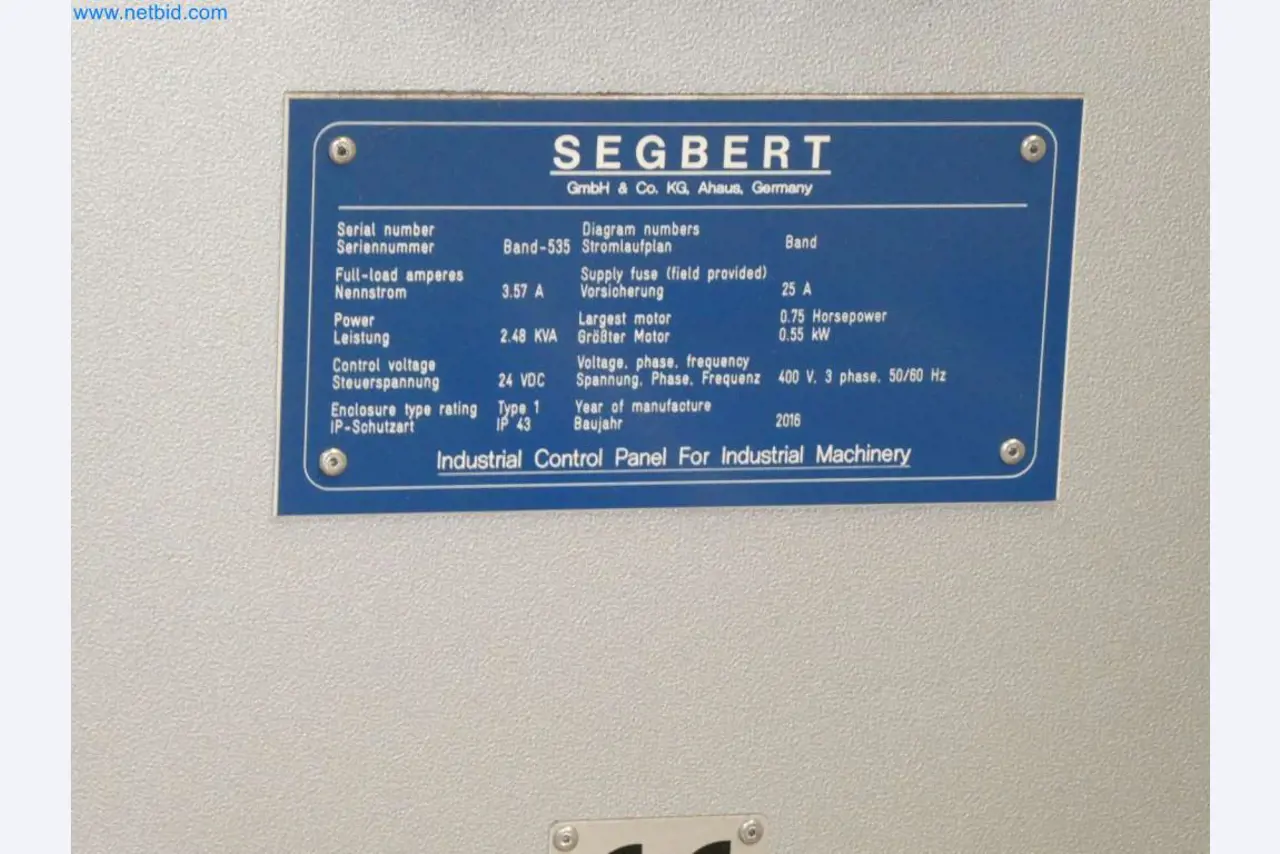 www.netbid.com
SEGBERT
GmbH & Co. KG, Ahaus, Germany
Serial number
Seriennummer Band-535
Diagram numbers
Stromlaufplan Band
Full-load amperes
Nennstrom 3.57 A
Supply fuse (field provided)
Vorsicherung 25 A
Power
Leistung 2.48 KVA
Largest motor 0.75 Horsepower
Größter Motor 0.55 kW
Control voltage
Steuerspannung 24 VDC
Voltage, phase, frequency
Spannung, Phase, Frequenz 400 V, 3 phase, 50/60 Hz
Enclosure type rating Type 1
IP-Schutzart IP 43
Year of manufacture
Baujahr 2016
Industrial Control Panel For Industrial Machinery